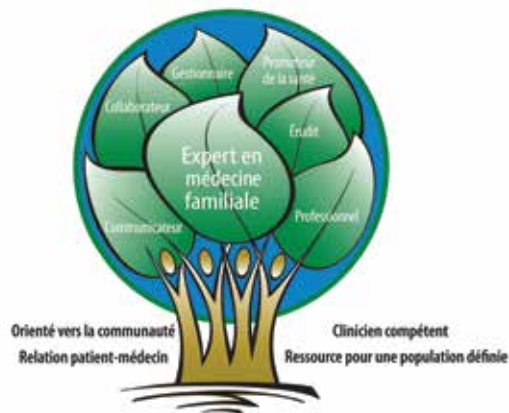 Gestionnaire
Promoteur
de la santé
Collaborateur
Érudit
Expert en
médecine
familiale
Communicateur
Professionnel
Orienté vers la communauté
Clinicien compétent
Relation patient-médecin
Ressource pour une population définie